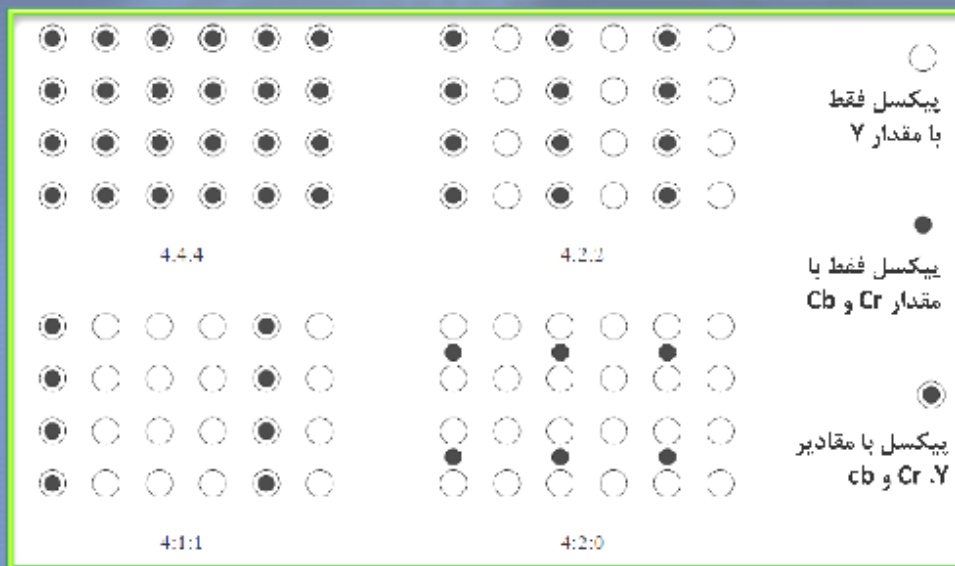 پیکسل فقط
با مقدار Y
پیکسل فقط با
مقدار Cr و Cb
پیکسل با مقادیر
Cr ،Y و cb
4:4:4
4:2:2
4:1:1
4:2:0